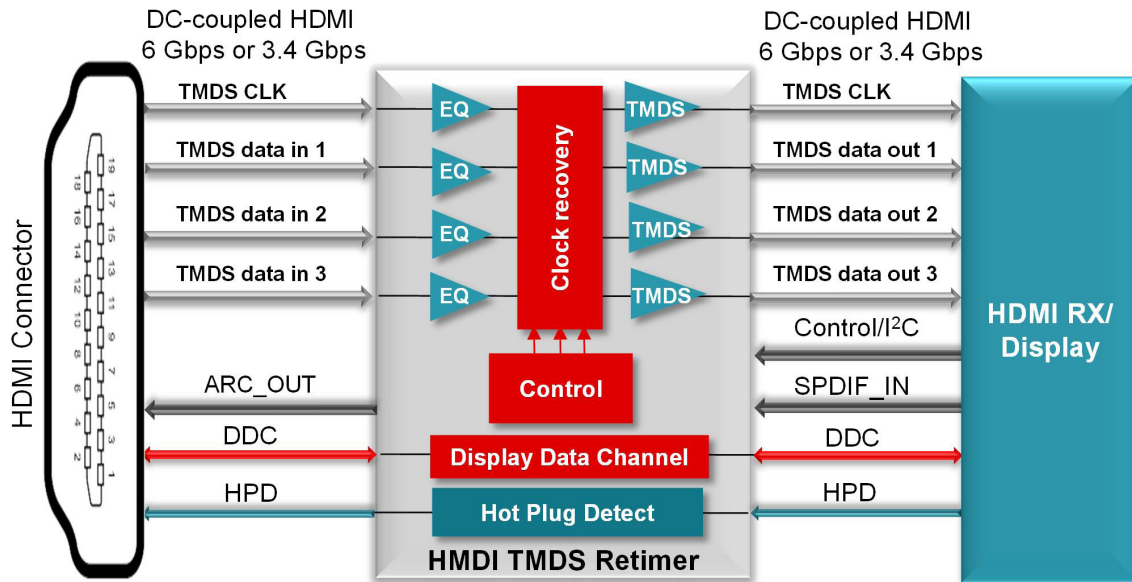 DC-coupled HDMI
6 Gbps or 3.4 Gbps
DC-coupled HDMI
6 Gbps or 3.4 Gbps
HDMI Connector
19
18
17
16
15
14
13
12
11
10
9
8
7
6
5
4
3
2
1
TMDS CLK
EQ
TMDS
TMDS CLK
TMDS data in 1
EQ
TMDS
TMDS data out 1
TMDS data in 2
EQ
TMDS
TMDS data out 2
TMDS data in 3
EQ
TMDS
TMDS data out 3
Clock recovery
HDMI RX/
Display
Control/I²C
Control
ARC_OUT
SPDIF_IN
DDC
Display Data Channel
DDC
HPD
Hot Plug Detect
HPD
HMDI TMDS Retimer